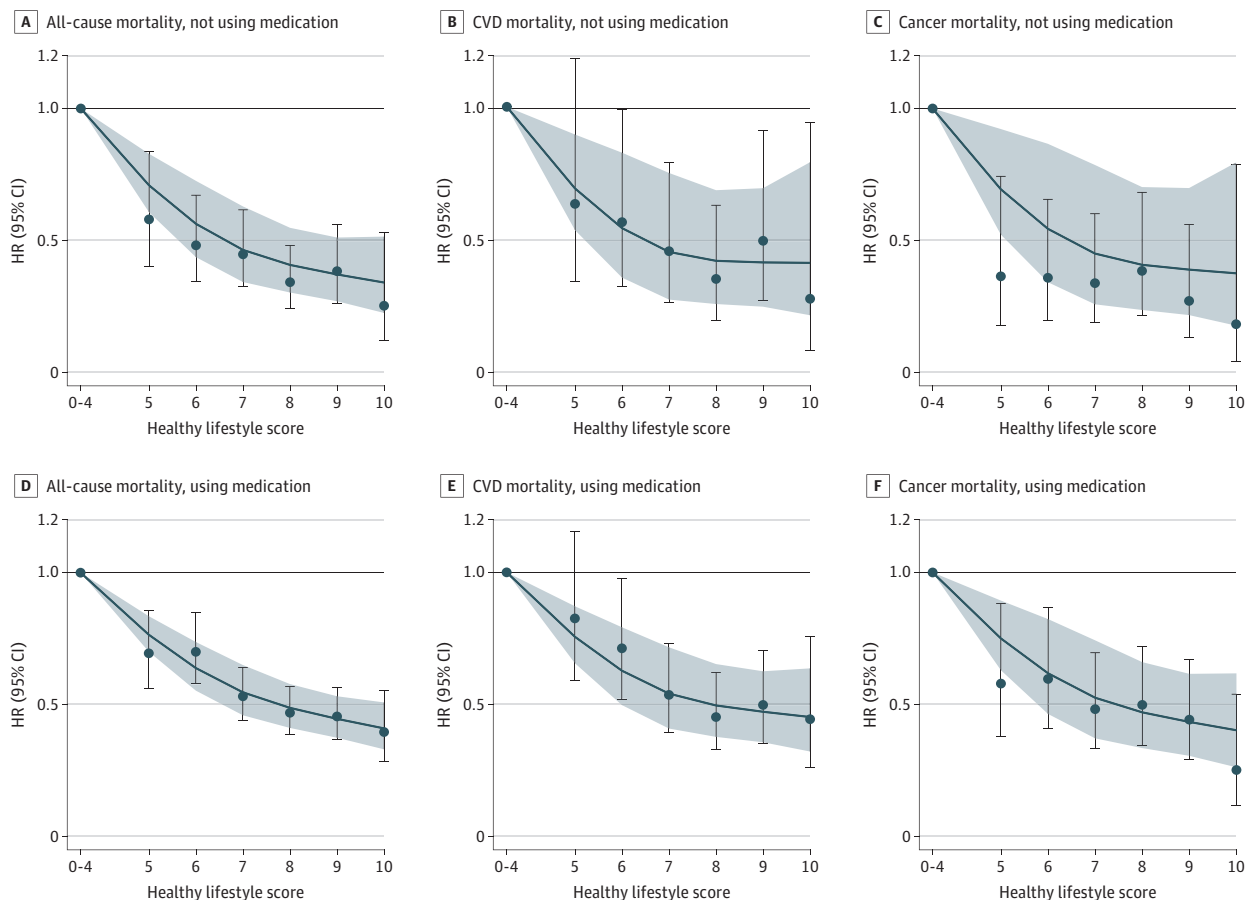 A All-cause mortality, not using medication
1.2
1.0
0.5
0
HR (95% CI)
0-4 5 6 7 8 9 10
Healthy lifestyle score
B CVD mortality, not using medication
1.2
1.0
0.5
0
HR (95% CI)
0-4 5 6 7 8 9 10
Healthy lifestyle score
C Cancer mortality, not using medication
1.2
1.0
0.5
0
HR (95% CI)
0-4 5 6 7 8 9 10
Healthy lifestyle score
D All-cause mortality, using medication
1.2
1.0
0.5
0
HR (95% CI)
0-4 5 6 7 8 9 10
Healthy lifestyle score
E CVD mortality, using medication
1.2
1.0
0.5
0
HR (95% CI)
0-4 5 6 7 8 9 10
Healthy lifestyle score
F Cancer mortality, using medication
1.2
1.0
0.5
0
HR (95% CI)
0-4 5 6 7 8 9 10
Healthy lifestyle score